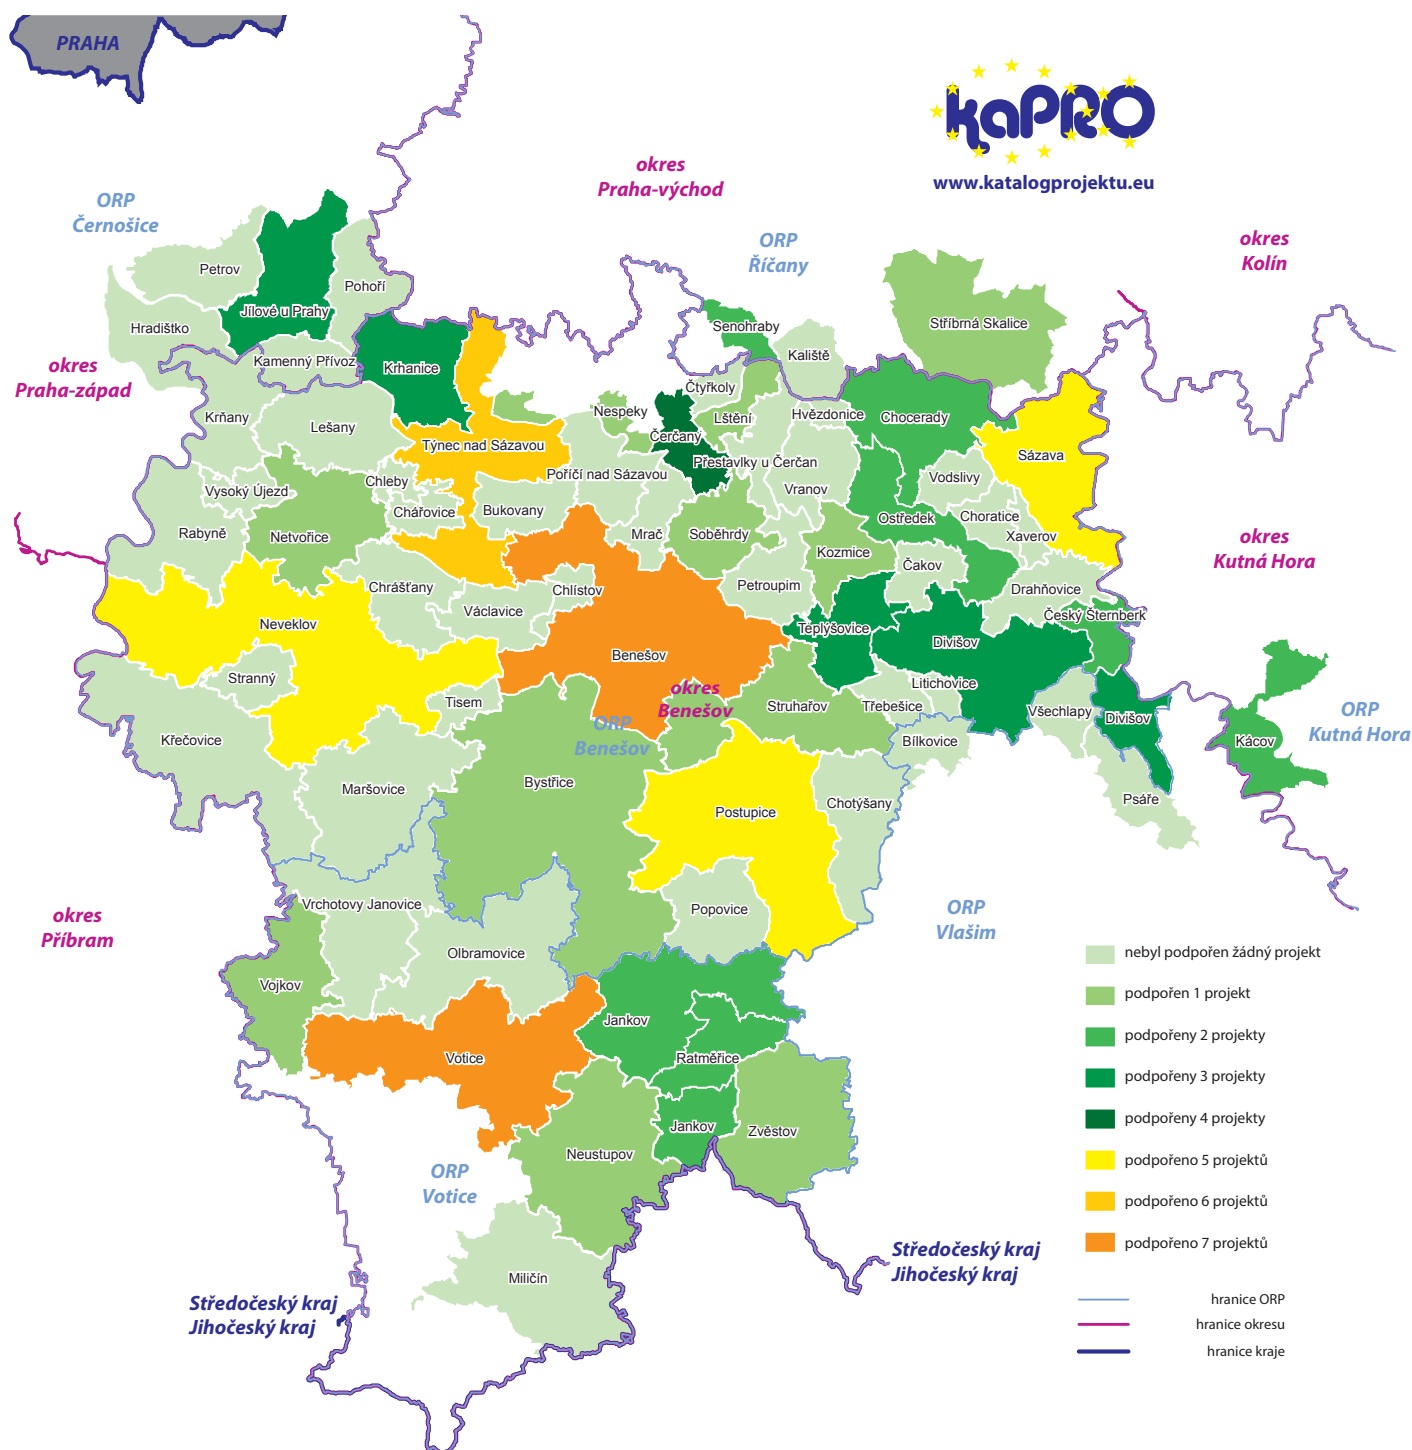 PRAHA
kaPRO
www.katalogprojektu.eu
okres
Praha-východ
ORP
Černošice
ORP
Říčany
okres
Kolín
Petrov
Pohoří
Jílové u Prahy
Hradištko
Senohraby
Stříbrná Skalice
Kaliště
Kamenný Přívoz
Krhanice
okres
Praha-západ
Čtyřkoly
Krňany
Lešany
Nespeky
Lštění
Hvězdonice
Chocerady
Týnec nad Sázavou
Čerčany
Sázava
Přestavlky u Čerčan
Poříčí nad Sázavou
Vodslivy
Chleby
Vysoký Újezd
Vranov
Chářovice
Bukovany
Choratice
Ostředek
Rabyně
Netvořice
Mrač
Soběhrdy
Xaverov
Kozmice
okres
Kutná Hora
Čakov
Chrášťany
Chlístov
Petroupim
Drahňovice
Václavice
Český Šternberk
Neveklov
Teplýšovice
Divišov
Benešov
Stranný
Litichovice
okres
Benešov
Tisem
Struhařov
Třebešice
Všechlapy
Divišov
ORP
Benešov
ORP
Kutná Hora
Křečovice
Bílkovice
Kácov
Maršovice
Bystřice
Chotýšany
Psáře
Postupice
Vrchotovy Janovice
Popovice
okres
Příbram
ORP
Vlašim
Olbramovice
Vojkov
Jankov
Votice
Ratměřice
Jankov
Zvěstov
Neustupov
ORP
Votice
Miličín
Středočeský kraj
Jihočeský kraj
Středočeský kraj
Jihočeský kraj
nebyl podpořen žádný projekt
podpořen 1 projekt
podpořeny 2 projekty
podpořeny 3 projekty
podpořeny 4 projekty
podpořeno 5 projektů
podpořeno 6 projektů
podpořeno 7 projektů
hranice ORP
hranice okresu
hranice kraje